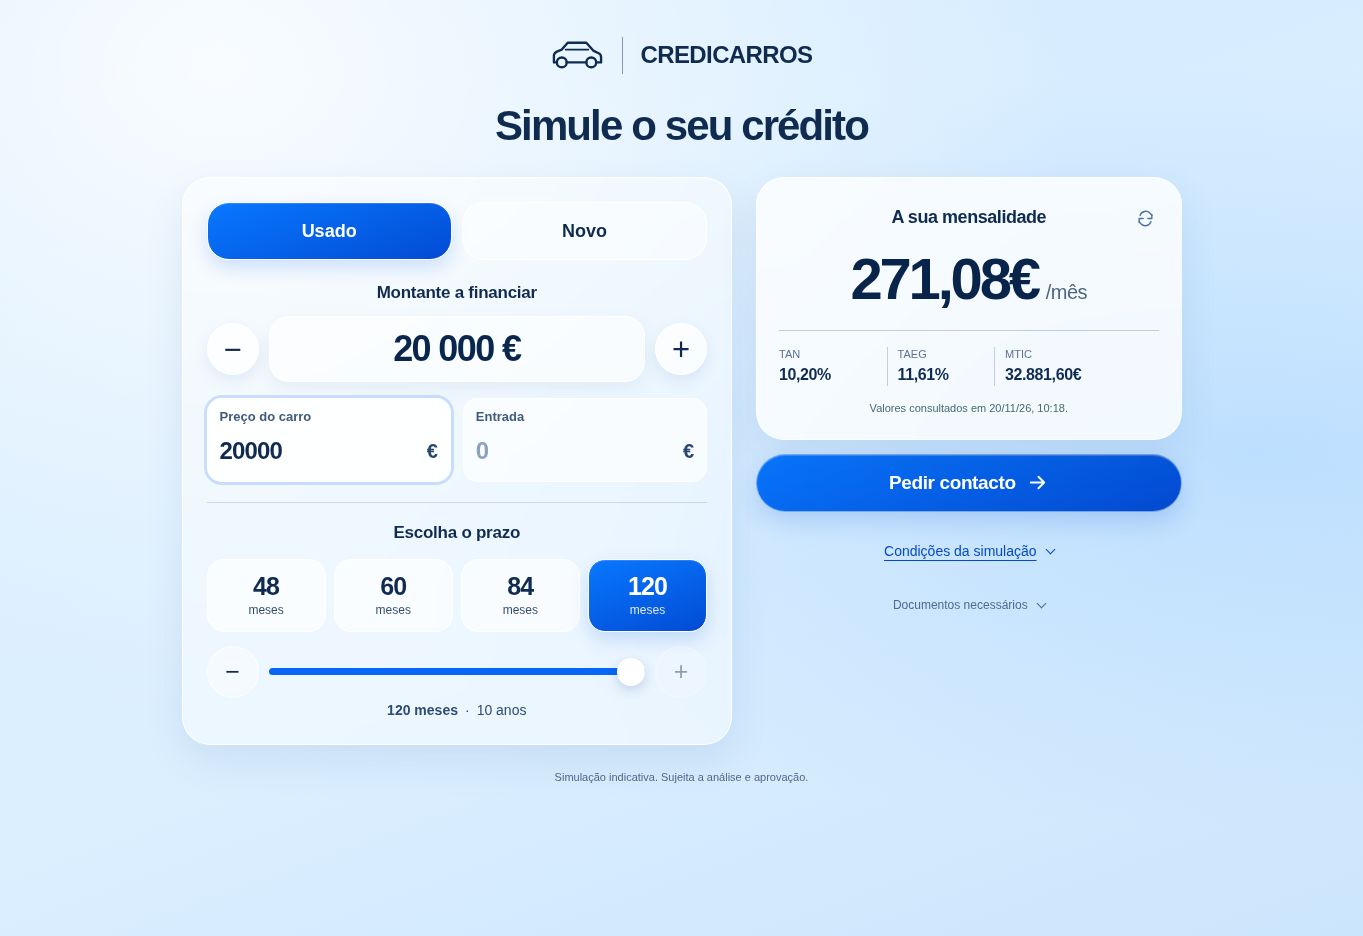 CREDICARROS
Simule o seu crédito
Usado
Novo
Montante a financiar
−
20 000 €
+
Preço do carro
20000 €
Entrada
0 €
Escolha o prazo
48
meses
60
meses
84
meses
120
meses
−
+
120 meses · 10 anos
A sua mensalidade
271,08€ /mês
TAN
10,20%
TAEG
11,61%
MTIC
32.881,60€
Valores consultados em 20/11/26, 10:18.
Pedir contacto →
Condições da simulação
Documentos necessários
Simulação indicativa. Sujeita a análise e aprovação.